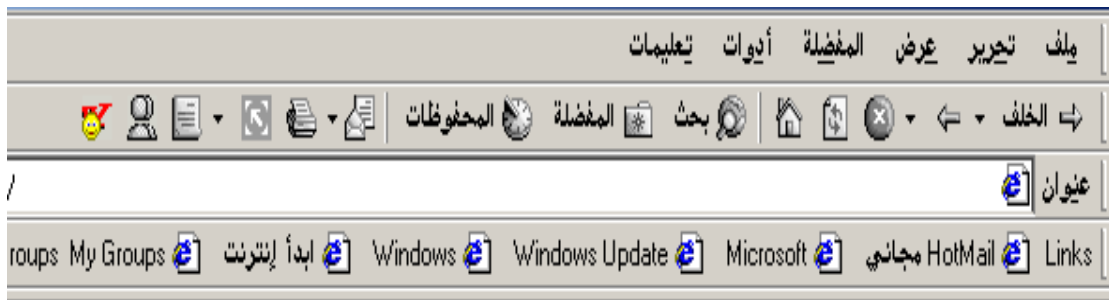 ملف تحرير عرض المفضلة أدوات تعليمات
الخلف بحث المفضلة المحفوظات
عنوان /
Links HotMail مجاني Microsoft Windows Update Windows ابدأ إنترنت My Groups roups